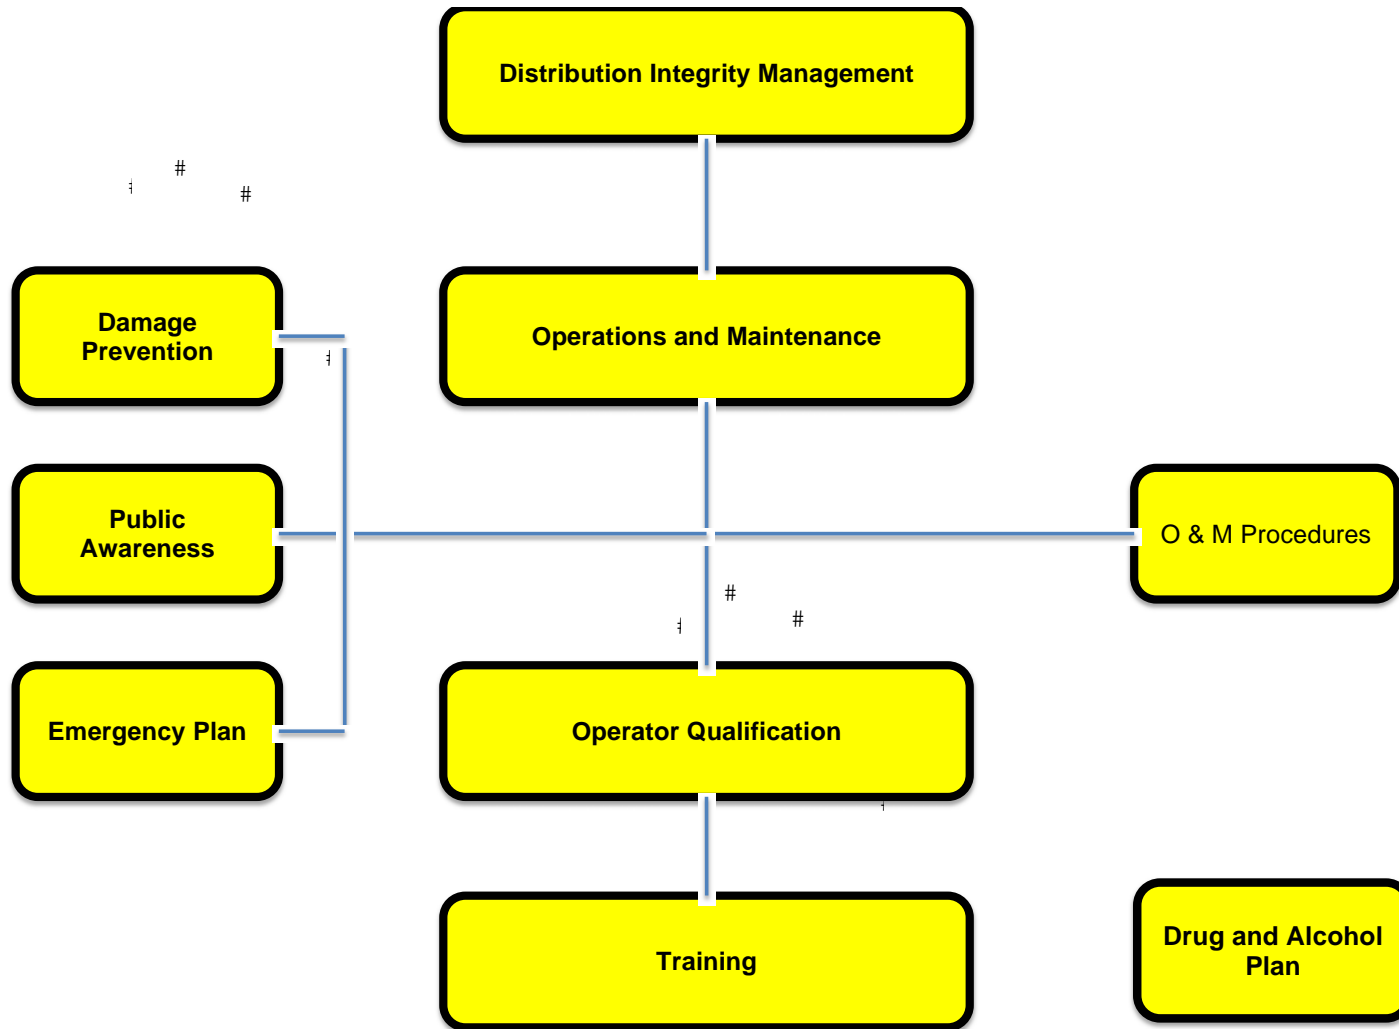 Distribution Integrity Management
#
#
Damage
Prevention
Operations and Maintenance
Public
Awareness
O & M Procedures
#
#
Emergency Plan
Operator Qualification
Training
Drug and Alcohol
Plan